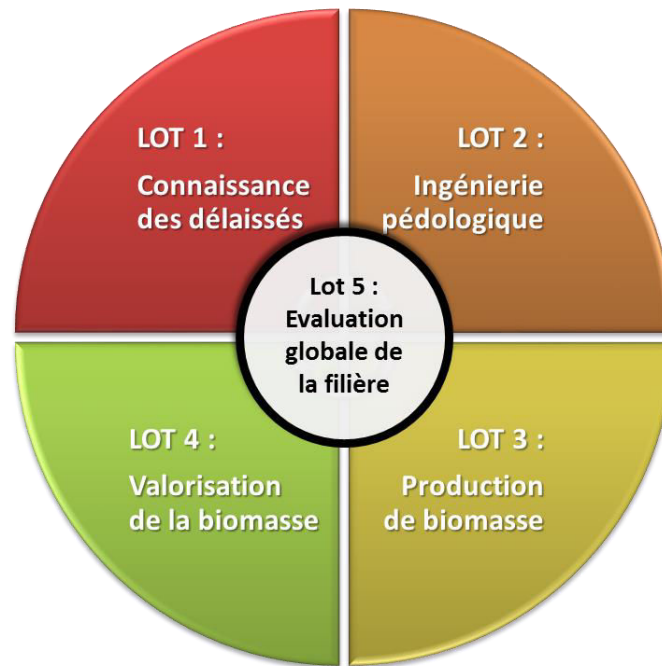 LOT 1 :
Connaissance
des délaissés
LOT 2 :
Ingénierie
pédologique
Lot 5 :
Evaluation
globale de
la filière
LOT 4 :
Valorisation
de la biomasse
LOT 3 :
Production
de biomasse